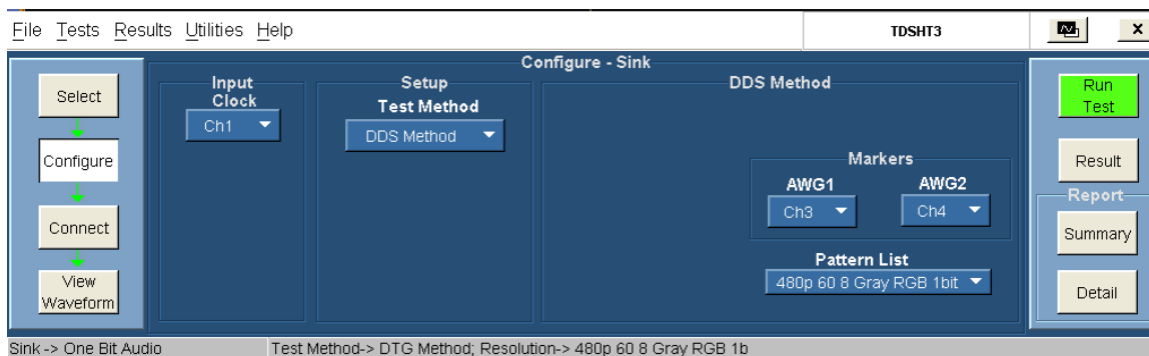 File Tests Results Utilities Help TDSHT3 x
Configure - Sink
Select
Configure
Connect
View
Waveform
Input
Clock
Ch1
Setup
Test Method
DDS Method
DDS Method
Markers
AWG1 AWG2
Ch3 Ch4
Pattern List
480p 60 8 Gray RGB 1bit
Run
Test
Result
Report
Summary
Detail
Sink -> One Bit Audio Test Method-> DTG Method; Resolution-> 480p 60 8 Gray RGB 1b